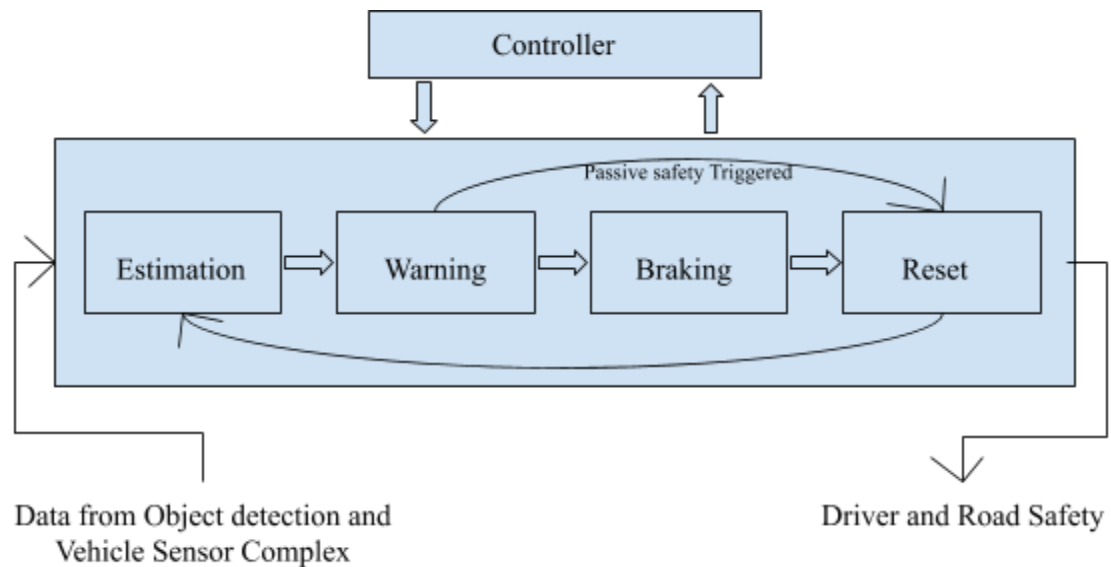 Controller
Passive safety Triggered
Estimation
Warning
Braking
Reset
Data from Object detection and
Vehicle Sensor Complex
Driver and Road Safety